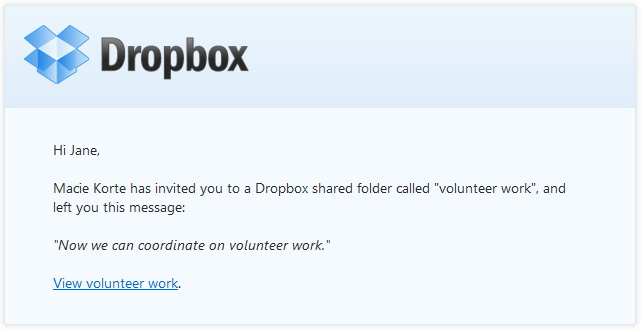 Dropbox
Hi Jane,
Macie Korte has invited you to a Dropbox shared folder called "volunteer work", and
left you this message:
"Now we can coordinate on volunteer work."
View volunteer work.